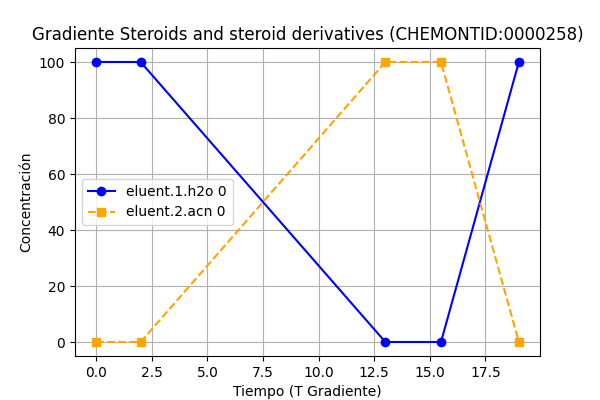 Gradiente Steroids and steroid derivatives (CHEMONTID:0000258)
100
80
60
40
20
0
Concentración
eluent.1.h2o 0
eluent.2.acn 0
0.0 2.5 5.0 7.5 10.0 12.5 15.0 17.5
Tiempo (T Gradiente)